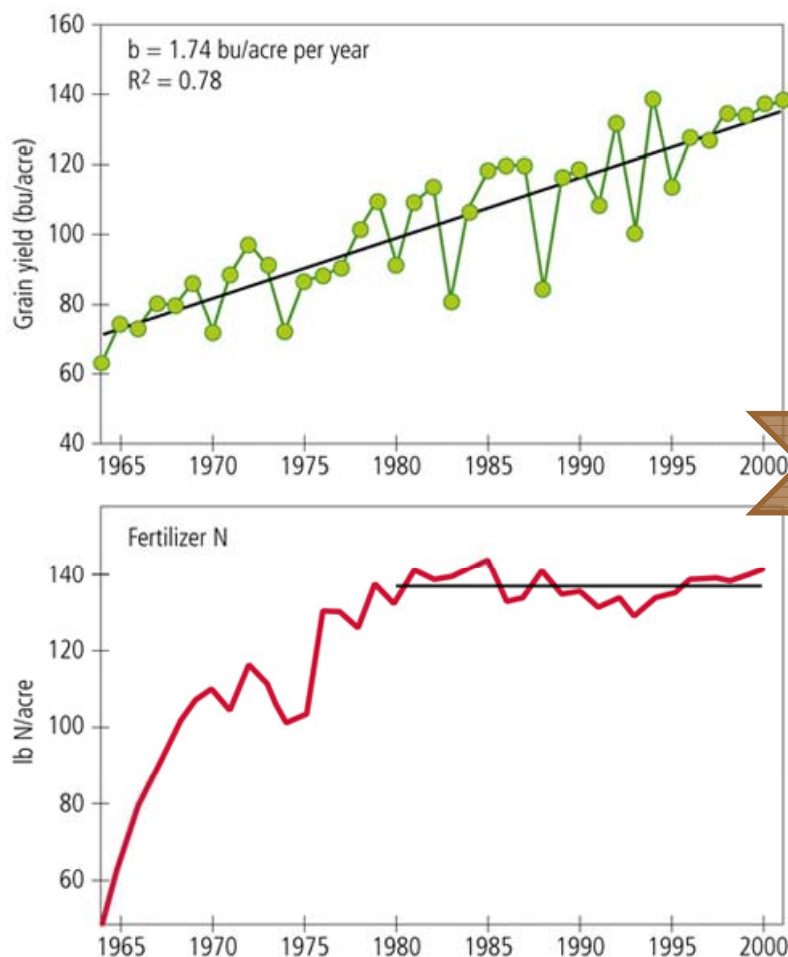 160
b = 1.74 bu/acre per year
R² = 0.78
140
120
100
80
60
40
Grain yield (bu/acre)
1965 1970 1975 1980 1985 1990 1995 2000
Fertilizer N
140
120
100
80
60
lb N/acre
1965 1970 1975 1980 1985 1990 1995 2000